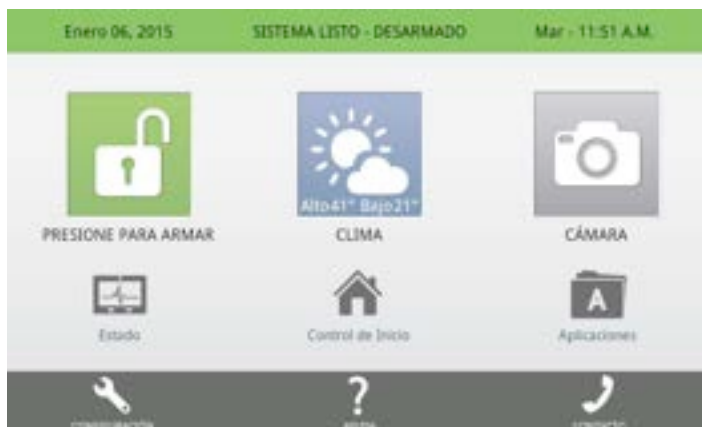 Enero 06, 2015 SISTEMA LISTO - DESARMADO Mar - 11:51 A.M.
Alto41° Bajo21°
PRESIONE PARA ARMAR CLIMA CÁMARA
A
Estado Control de Inicio Aplicaciones
?